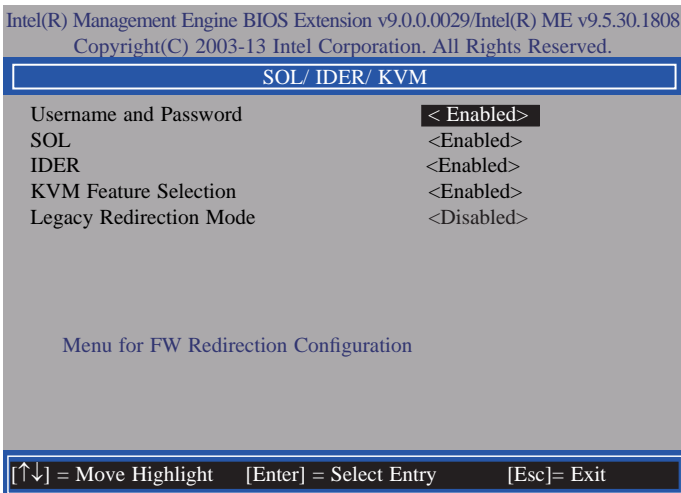 Intel(R) Management Engine BIOS Extension v9.0.0.0029/Intel(R) ME v9.5.30.1808
Copyright(C) 2003-13 Intel Corporation. All Rights Reserved.
SOL/ IDER/ KVM
Username and Password < Enabled>
SOL <Enabled>
IDER <Enabled>
KVM Feature Selection <Enabled>
Legacy Redirection Mode <Disabled>
Menu for FW Redirection Configuration
[↑↓] = Move Highlight [Enter] = Select Entry [Esc]= Exit